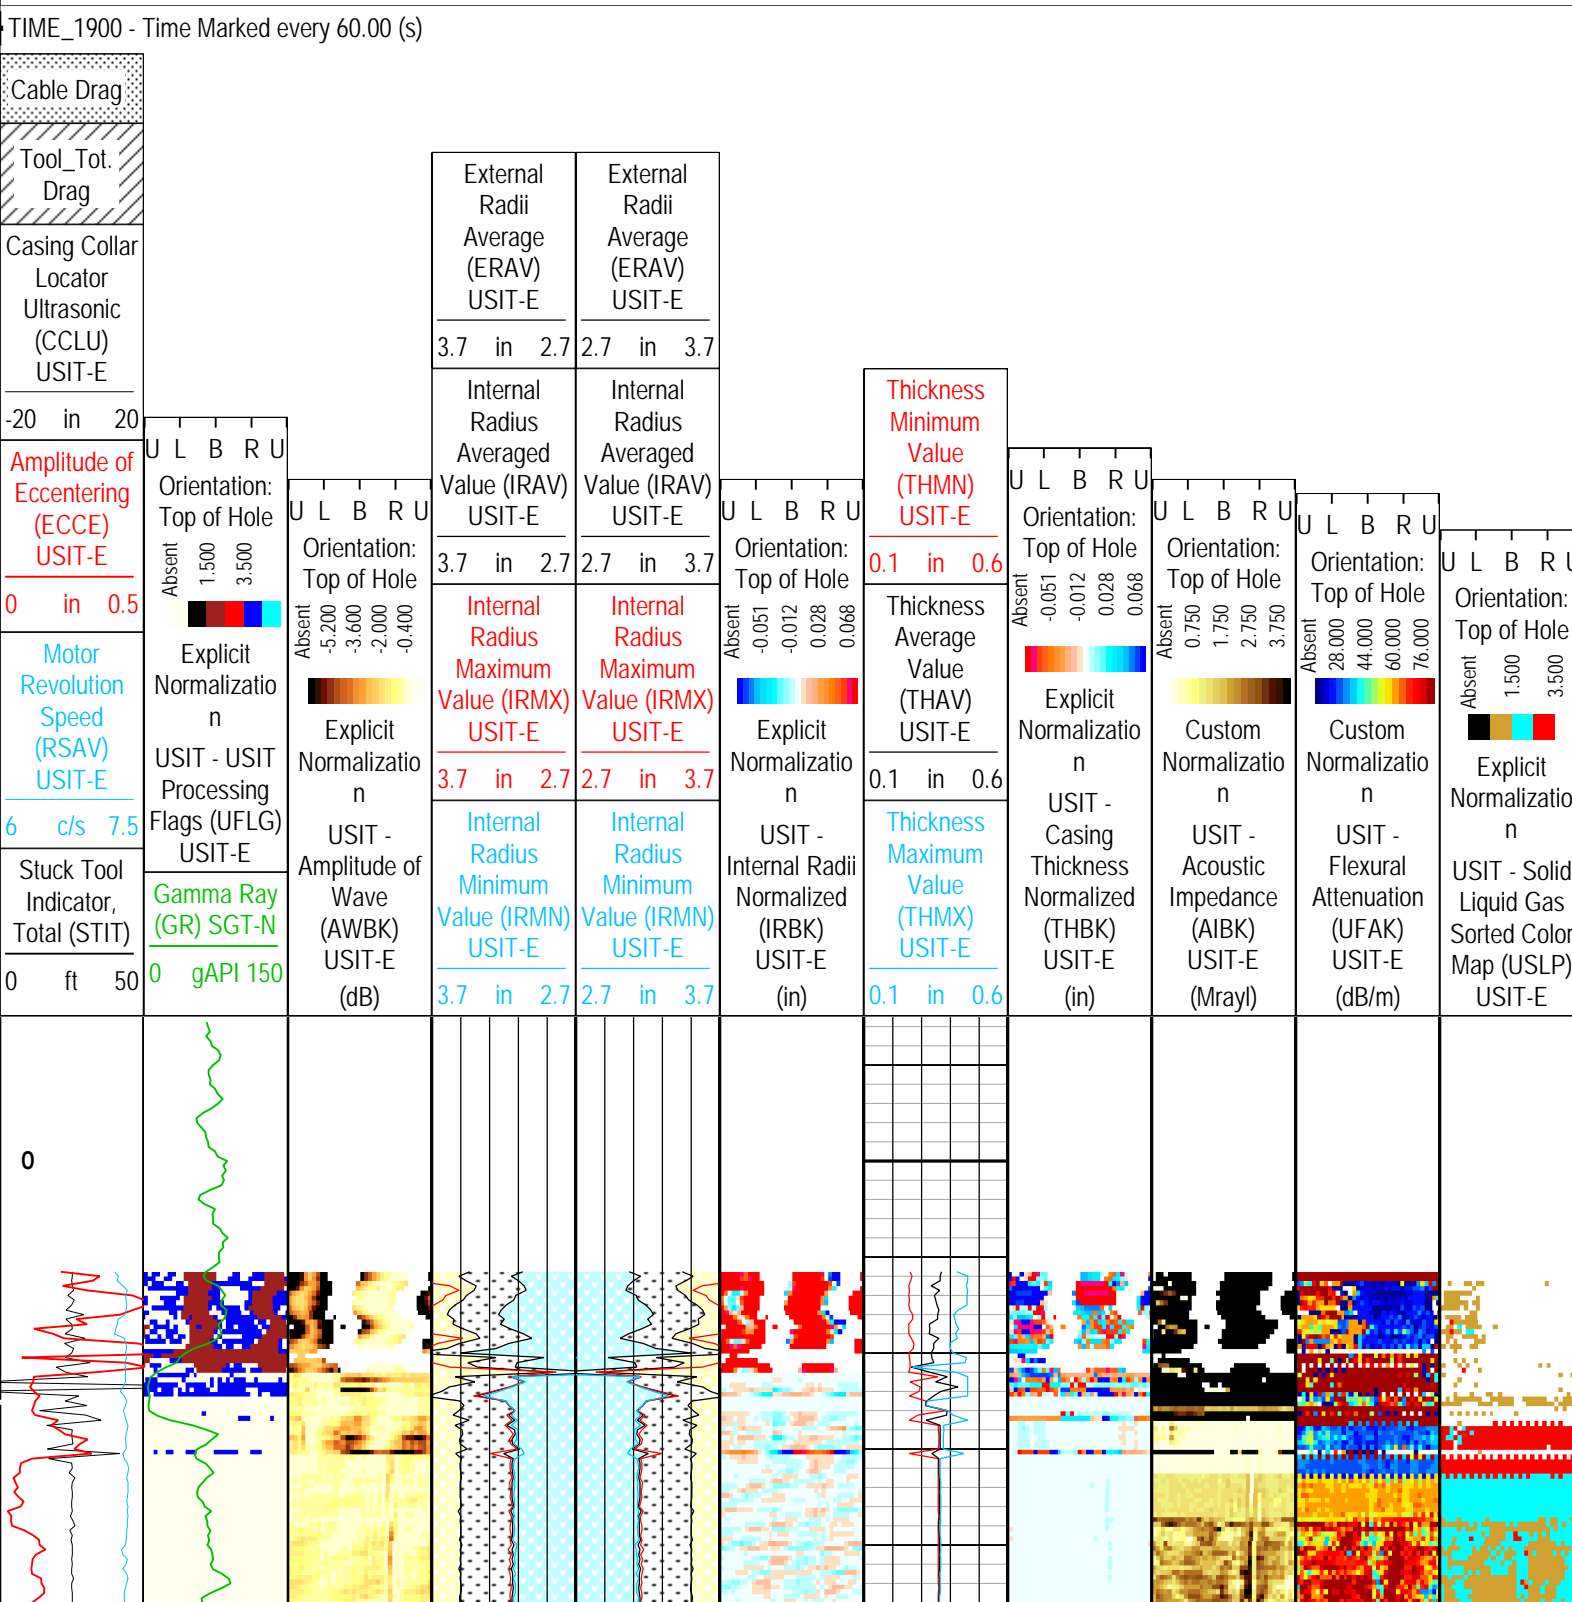 TIME_1900 - Time Marked every 60.00 (s)
Cable Drag
Tool_Tot.
Drag
Casing Collar
Locator
Ultrasonic
(CCLU)
USIT-E
-20 in 20
Amplitude of
Eccentering
(ECCE)
USIT-E
0 in 0.5
Motor
Revolution
Speed
(RSAV)
USIT-E
6 c/s 7.5
Stuck Tool
Indicator,
Total (STIT)
0 ft 50
U L B R U
Orientation:
Top of Hole
Absent
1.500
3.500
Explicit
Normalizatio
n
USIT - USIT
Processing
Flags (UFLG)
USIT-E
Gamma Ray
(GR) SGT-N
0 gAPI 150
U L B R U
Orientation:
Top of Hole
Absent
-5.200
-3.600
-2.000
-0.400
Explicit
Normalizatio
n
USIT -
Amplitude of
Wave
(AWBK)
USIT-E
(dB)
External
Radii
Average
(ERAV)
USIT-E
3.7 in 2.7
Internal
Radius
Averaged
Value (IRAV)
USIT-E
3.7 in 2.7
Internal
Radius
Maximum
Value (IRMX)
USIT-E
3.7 in 2.7
Internal
Radius
Minimum
Value (IRMN)
USIT-E
3.7 in 2.7
External
Radii
Average
(ERAV)
USIT-E
2.7 in 3.7
Internal
Radius
Averaged
Value (IRAV)
USIT-E
2.7 in 3.7
Internal
Radius
Maximum
Value (IRMX)
USIT-E
2.7 in 3.7
Internal
Radius
Minimum
Value (IRMN)
USIT-E
2.7 in 3.7
U L B R U
Orientation:
Top of Hole
Absent
-0.051
-0.012
0.028
0.068
Explicit
Normalizatio
n
USIT -
Internal Radii
Normalized
(IRBK)
USIT-E
(in)
Thickness
Minimum
Value
(THMN)
USIT-E
0.1 in 0.6
Thickness
Average
Value
(THAV)
USIT-E
0.1 in 0.6
Thickness
Maximum
Value
(THMX)
USIT-E
0.1 in 0.6
U L B R U
Orientation:
Top of Hole
Absent
-0.051
-0.012
0.028
0.068
Explicit
Normalizatio
n
USIT -
Casing
Thickness
Normalized
(THBK)
USIT-E
(in)
U L B R U
Orientation:
Top of Hole
Absent
0.750
1.750
2.750
3.750
Custom
Normalizatio
n
USIT -
Acoustic
Impedance
(AIBK)
USIT-E
(Mrayl)
U L B R U
Orientation:
Top of Hole
Absent
28.000
44.000
60.000
76.000
Custom
Normalizatio
n
USIT -
Flexural
Attenuation
(UFAK)
USIT-E
(dB/m)
U L B R U
Orientation:
Top of Hole
Absent
1.500
3.500
Explicit
Normalizatio
n
USIT - Solid
Liquid Gas
Sorted Color
Map (USLP)
USIT-E
0